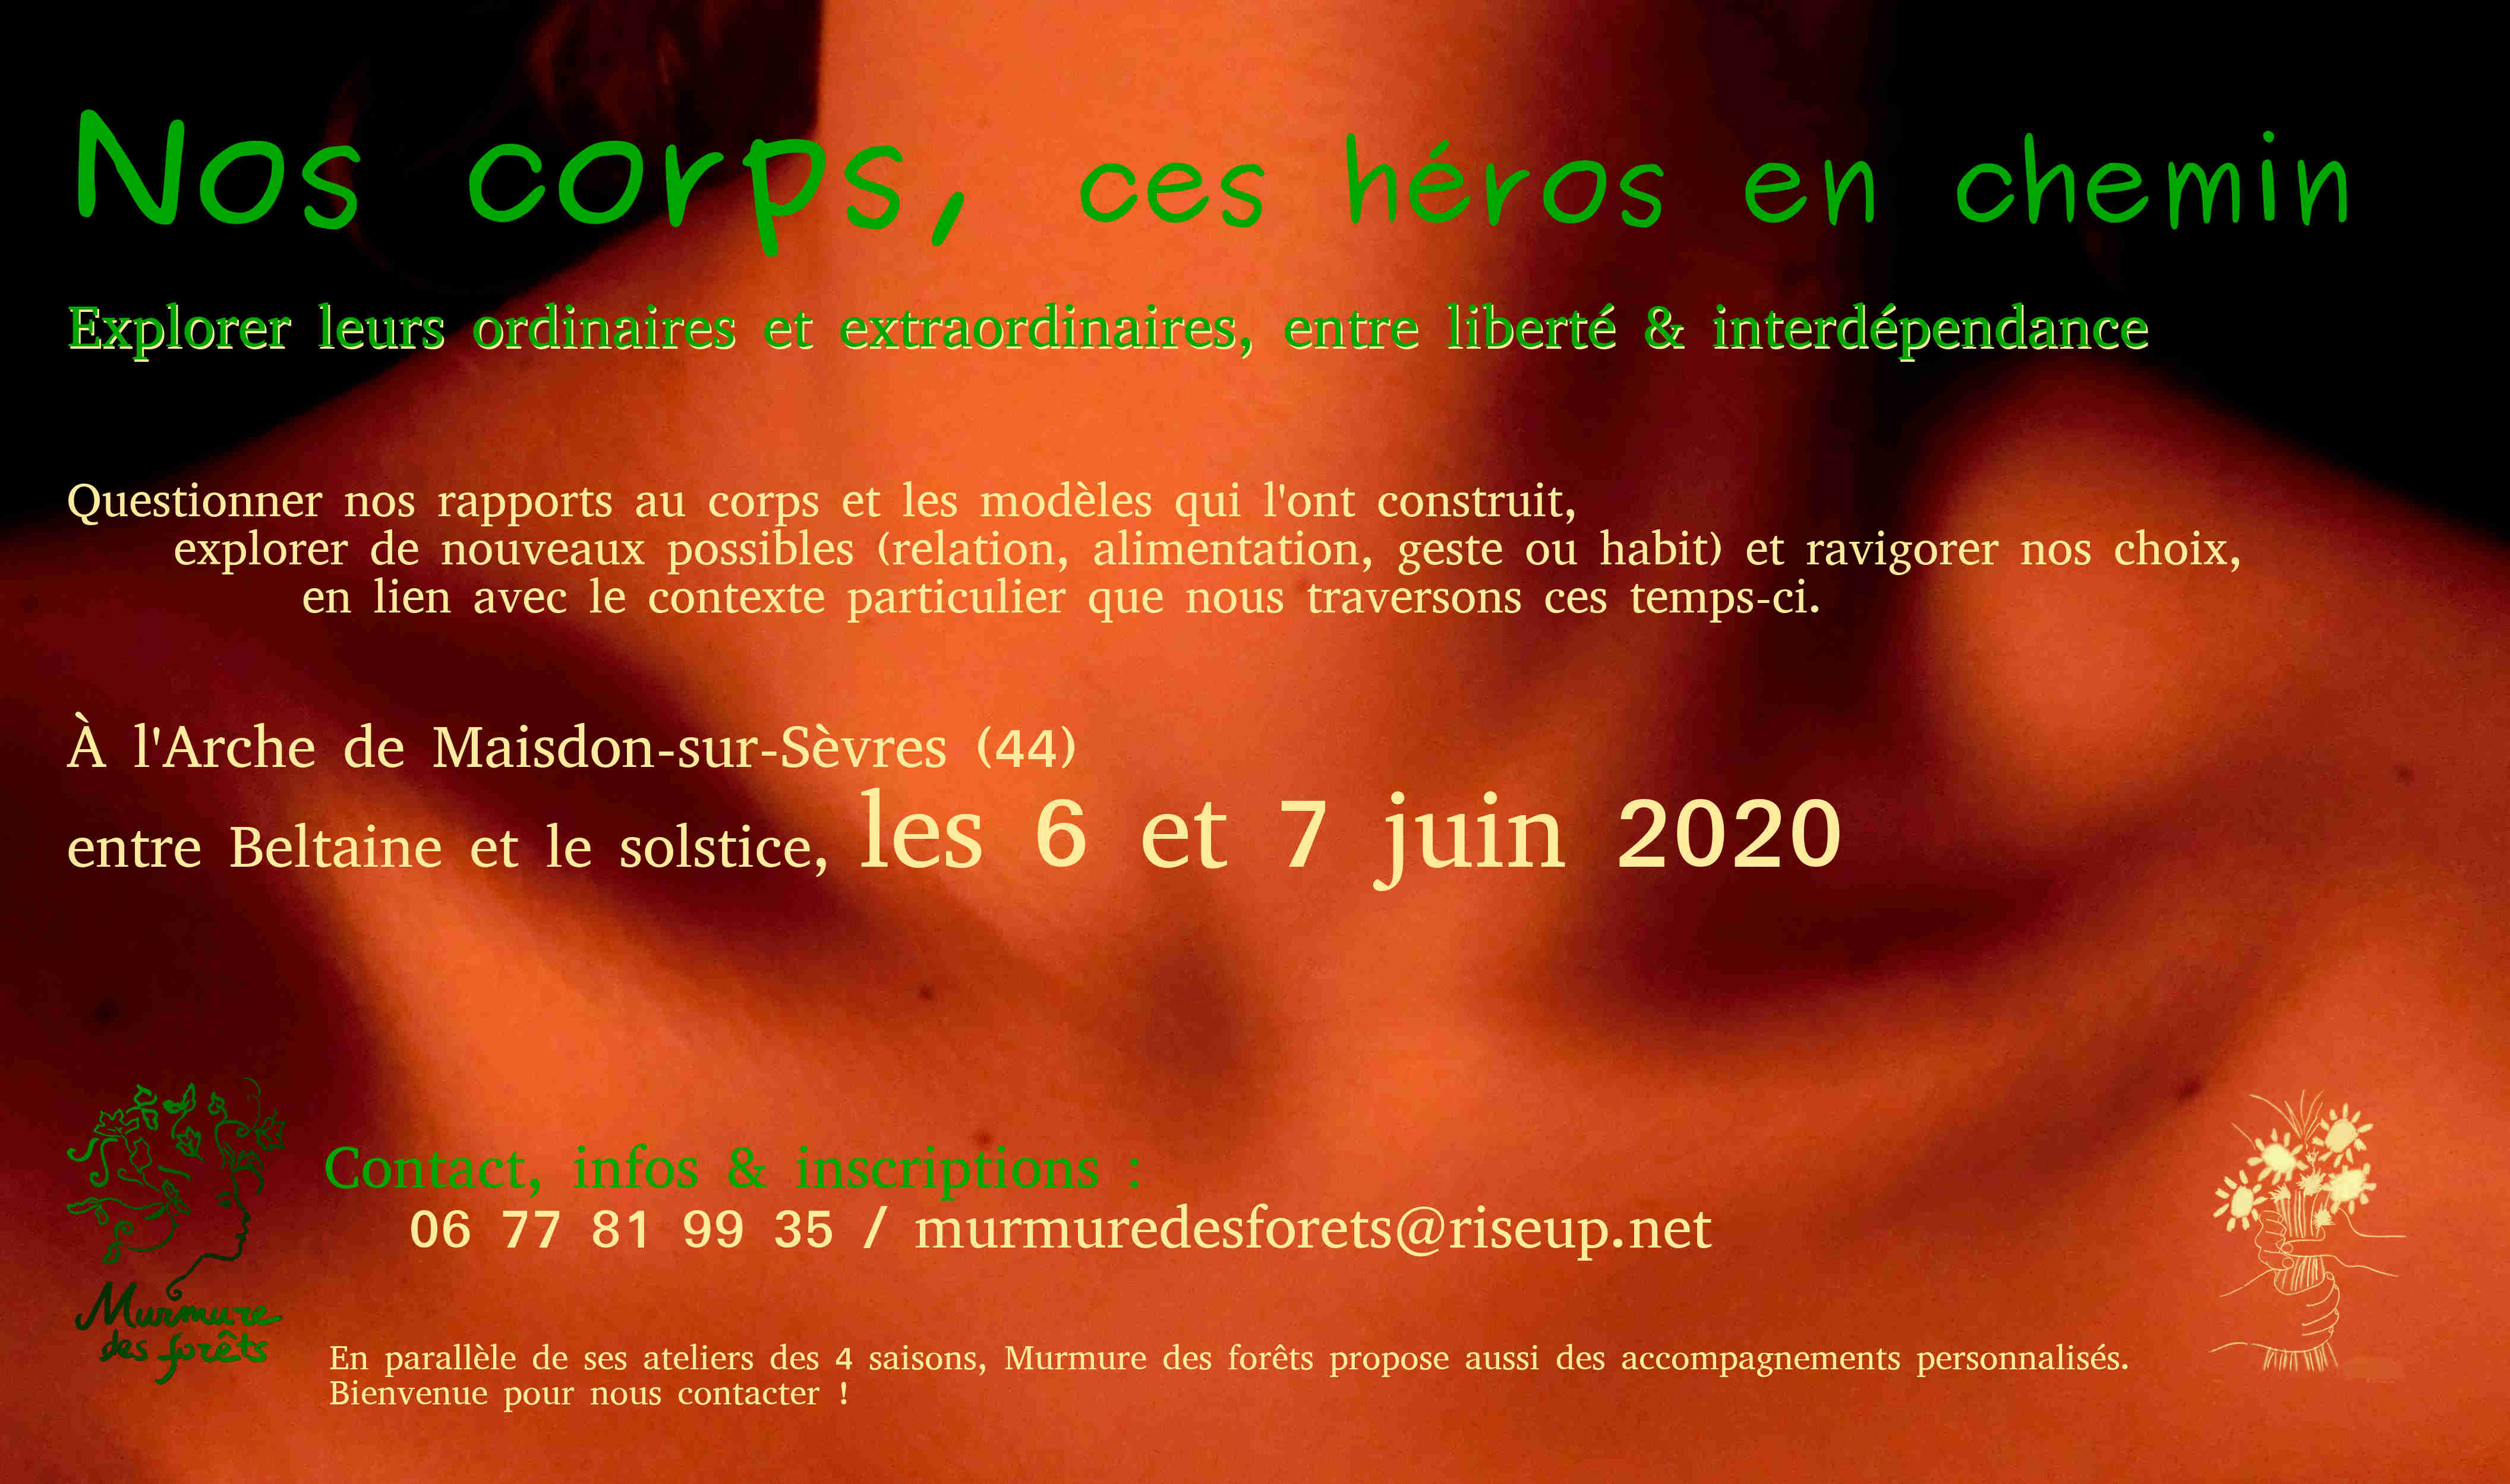 Nos corps, ces héros en chemin
Explorer leurs ordinaires et extraordinaires, entre liberté & interdépendance
Questionner nos rapports au corps et les modèles qui l'ont construit,
explorer de nouveaux possibles (relation, alimentation, geste ou habit) et ravigorer nos choix,
en lien avec le contexte particulier que nous traversons ces temps-ci.
À l'Arche de Maisdon-sur-Sèvres (44)
entre Beltaine et le solstice, les 6 et 7 juin 2020
Contact, infos & inscriptions :
06 77 81 99 35 / murmuredesforets@riseup.net
Murmure
des forêts
En parallèle de ses ateliers des 4 saisons, Murmure des forêts propose aussi des accompagnements personnalisés.
Bienvenue pour nous contacter !